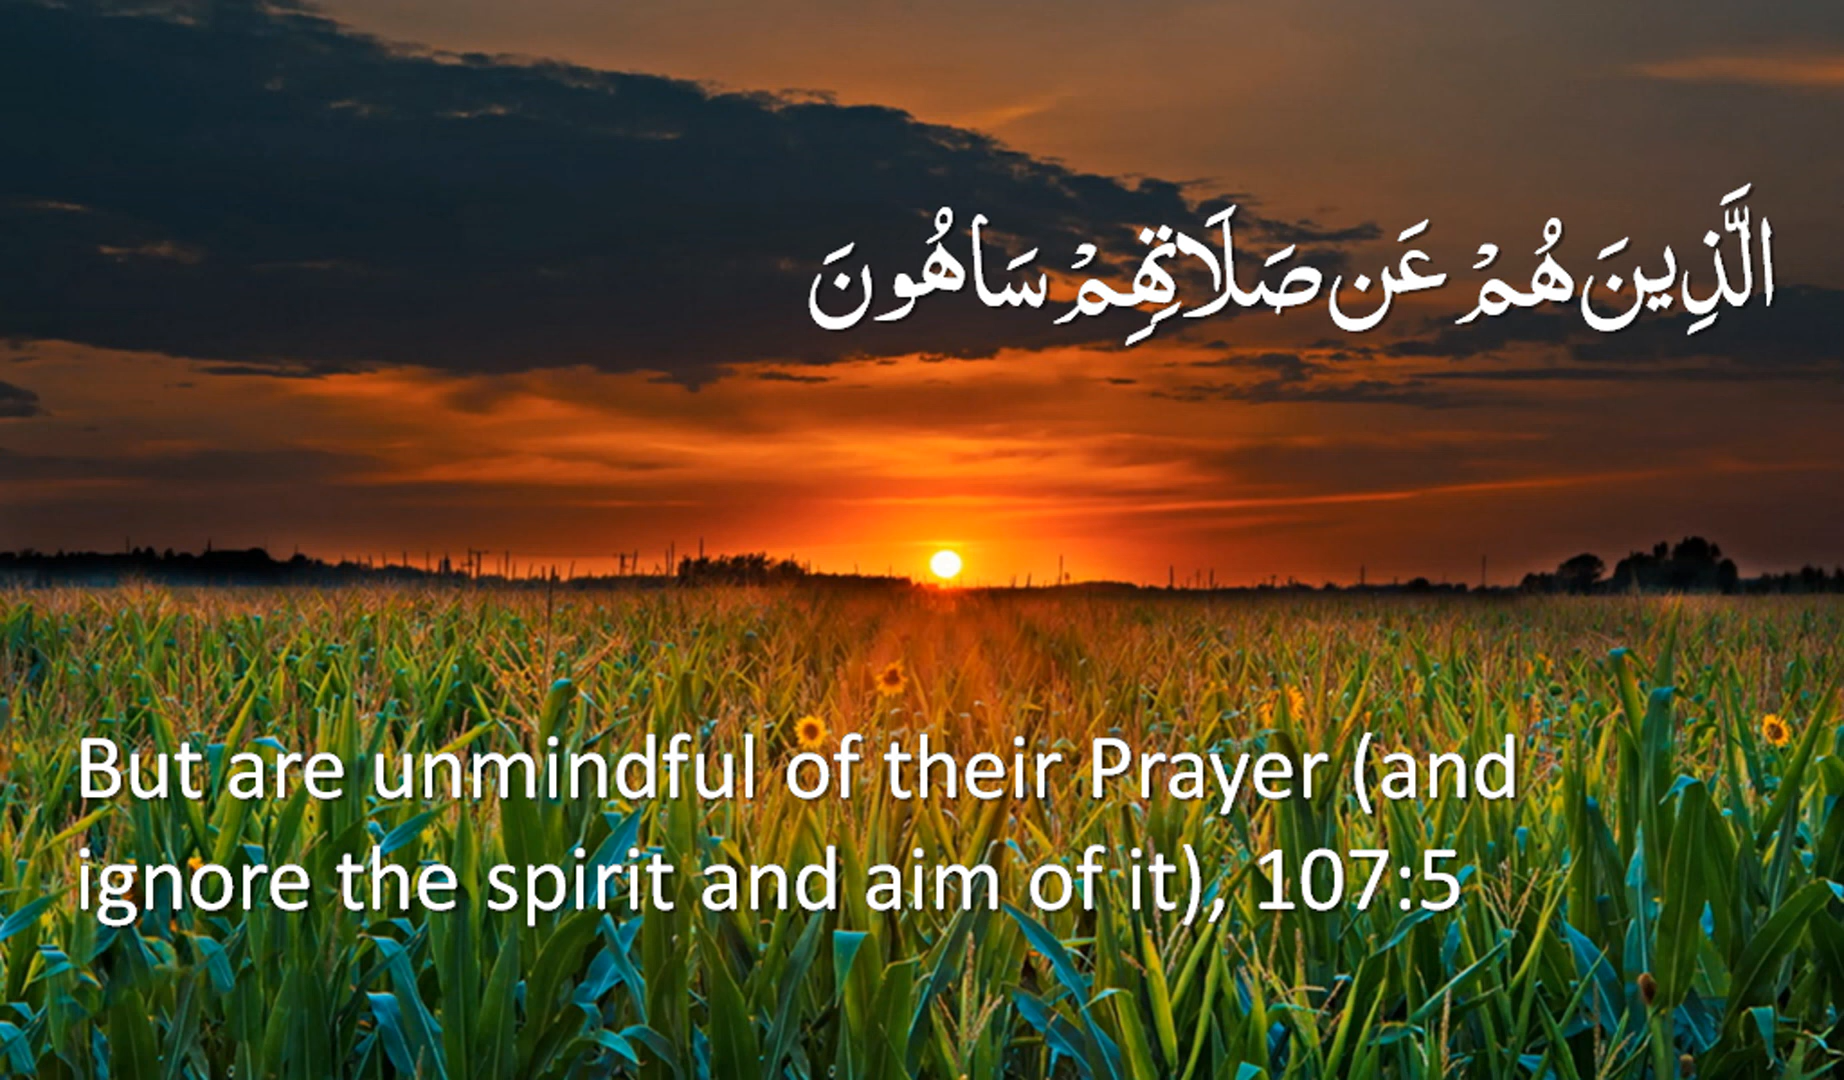 الَّذِينَ هُمْ عَن صَلَاتِهِمْ سَاهُونَ
But are unmindful of their Prayer (and
ignore the spirit and aim of it), 107:5